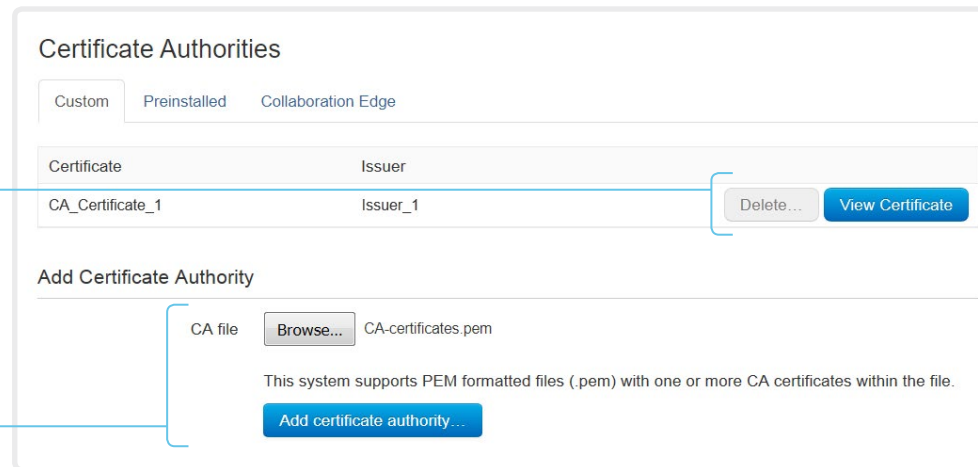 Certificate Authorities
Custom Preinstalled Collaboration Edge
Certificate Issuer
CA_Certificate_1 Issuer_1 Delete... View Certificate
Add Certificate Authority
CA file Browse... CA-certificates.pem
This system supports PEM formatted files (.pem) with one or more CA certificates within the file.
Add certificate authority...